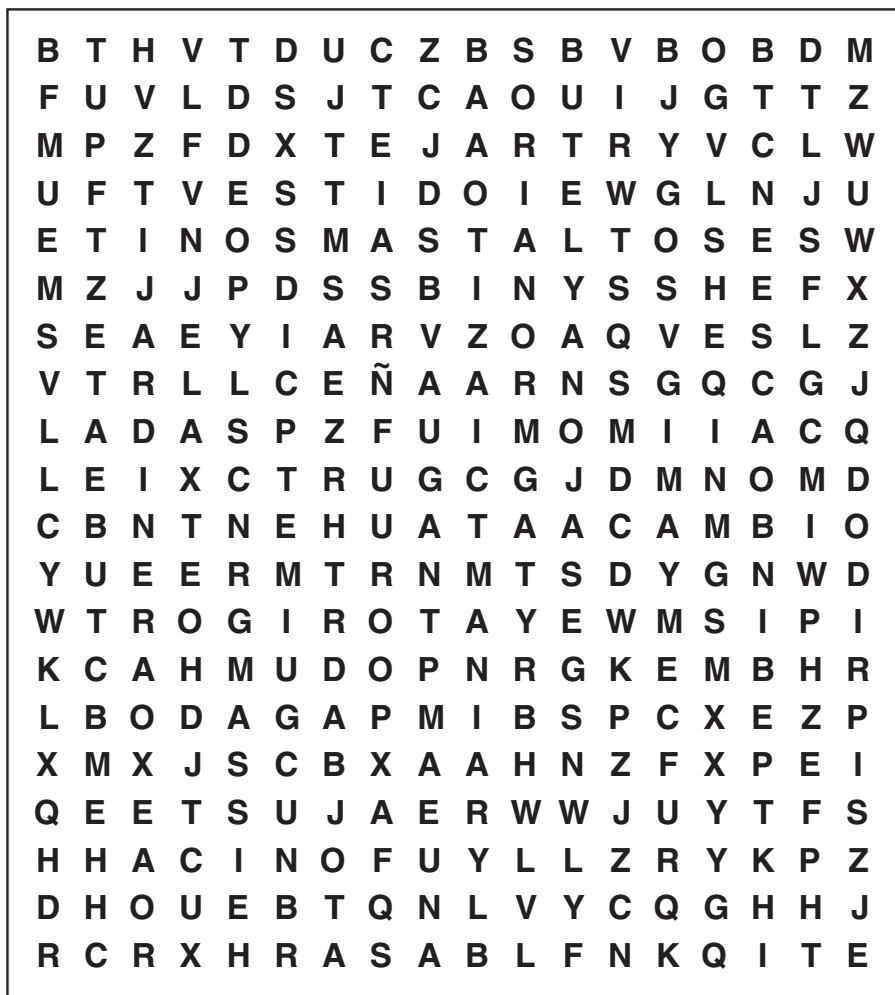 B T H V T D U C Z B S B V B O B D M
F U V L D S J T C A O U I J G T T Z
M P Z F D X T E J A R T R Y V C L W
U F T V E S T I D O I E W G L N J U
E T I N O S M A S T A L T O S E S W
M Z J J P D S S B I N Y S S H E F X
S E A E Y I A R V Z O A Q V E S L Z
V T R L L C E Ñ A A R N S G Q C G J
L A D A S P Z F U I M O M I I A C Q
L E I X C T R U G C G J D M N O M D
C B N T N E H U A T A A C A M B I O
Y U E E R M T R N M T S D Y G N W D
W T R O G I R O T A Y E W M S I P I
K C A H M U D O P N R G K E M B H R
L B O D A G A P M I B S P C X E Z P
X M X J S C B X A A H N Z F X P E I
Q E E T S U J A E R W W J U Y T F S
H H A C I N O F U Y L L Z R Y K P Z
D H O U E B T Q N L V Y C Q G H H J
R C R X H R A S A B L F N K Q I T E